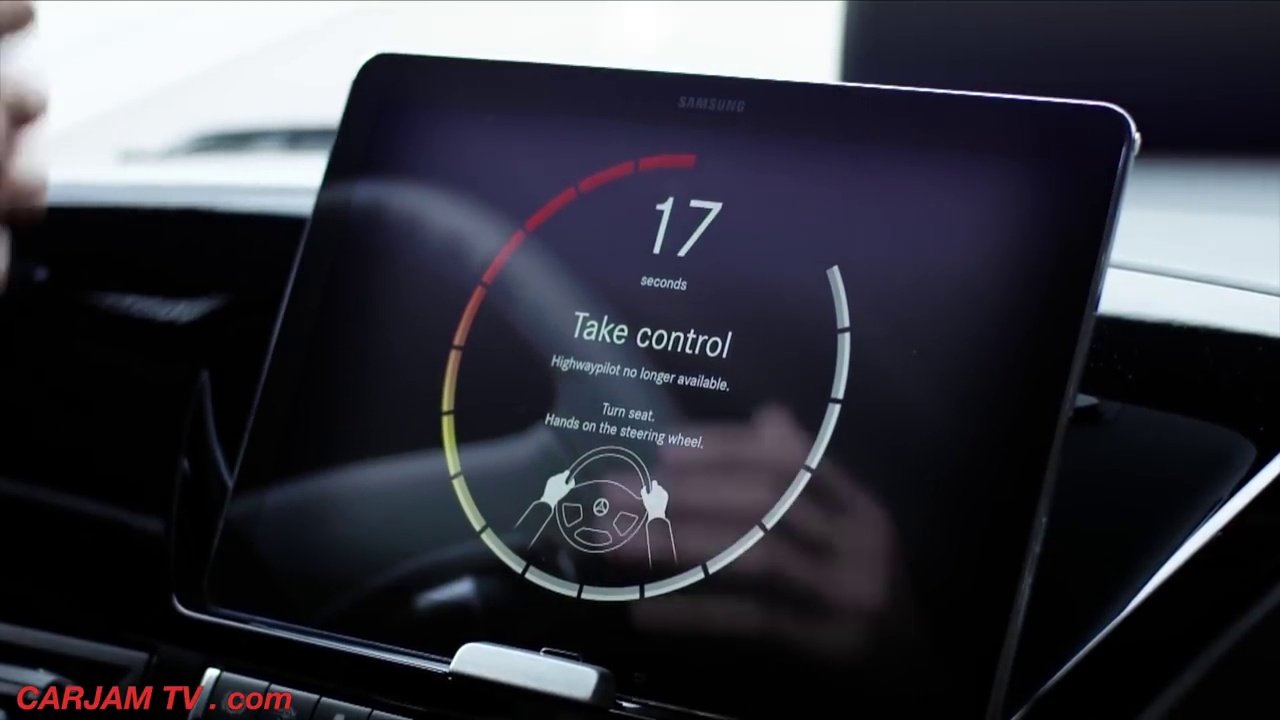 SAMSUNG
17
seconds
Take control
Highwaypilot no longer available.
Turn seat.
Hands on the steering wheel.
CARJAM TV . com